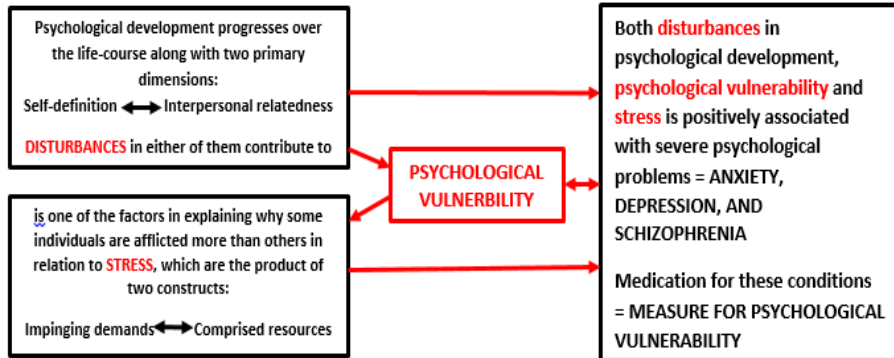 Psychological development progresses over
the life-course along with two primary
dimensions:
Self-definition Interpersonal relatedness
DISTURBANCES in either of them contribute to
PSYCHOLOGICAL
VULNERBILITY
is one of the factors in explaining why some
individuals are afflicted more than others in
relation to STRESS, which are the product of
two constructs:
Impinging demands Comprised resources
Both disturbances in
psychological development,
psychological vulnerability and
stress is positively associated
with severe psychological
problems = ANXIETY,
DEPRESSION, AND
SCHIZOPHRENIA
Medication for these conditions
= MEASURE FOR PSYCHOLOGICAL
VULNERABILITY